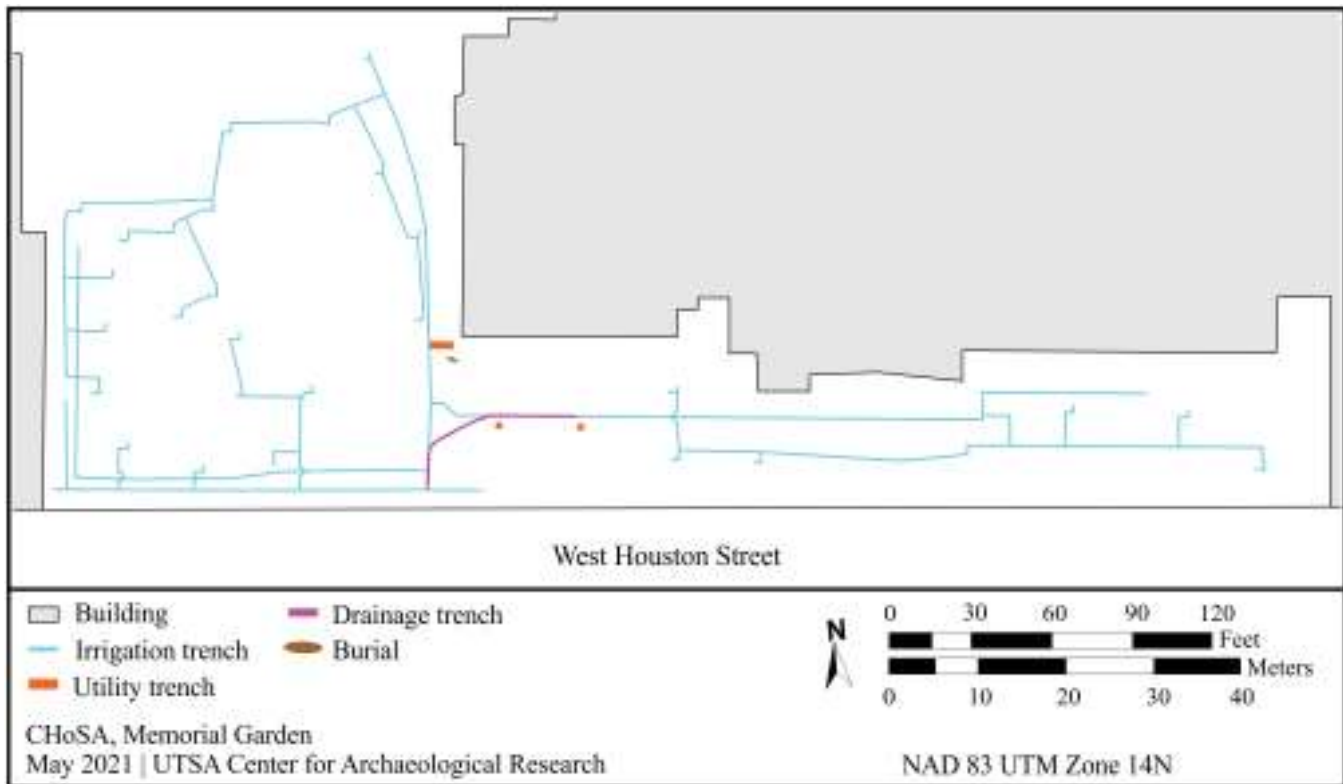 West Houston Street
Building
Irrigation trench
Utility trench
Drainage trench
Burial
N
0 30 60 90 120
Feet
Meters
0 10 20 30 40
CHoSA, Memorial Garden
May 2021 | UTSA Center for Archaeological Research
NAD 83 UTM Zone 14N